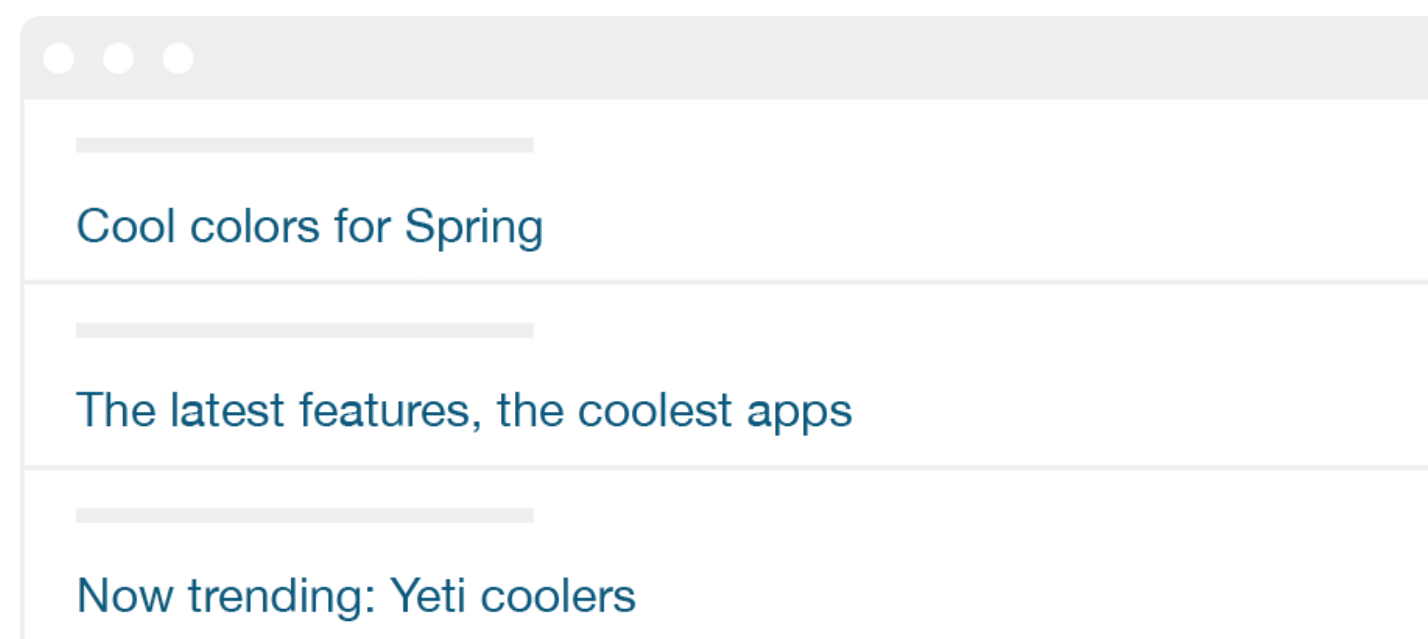 Cool colors for Spring
The latest features, the coolest apps
Now trending: Yeti coolers